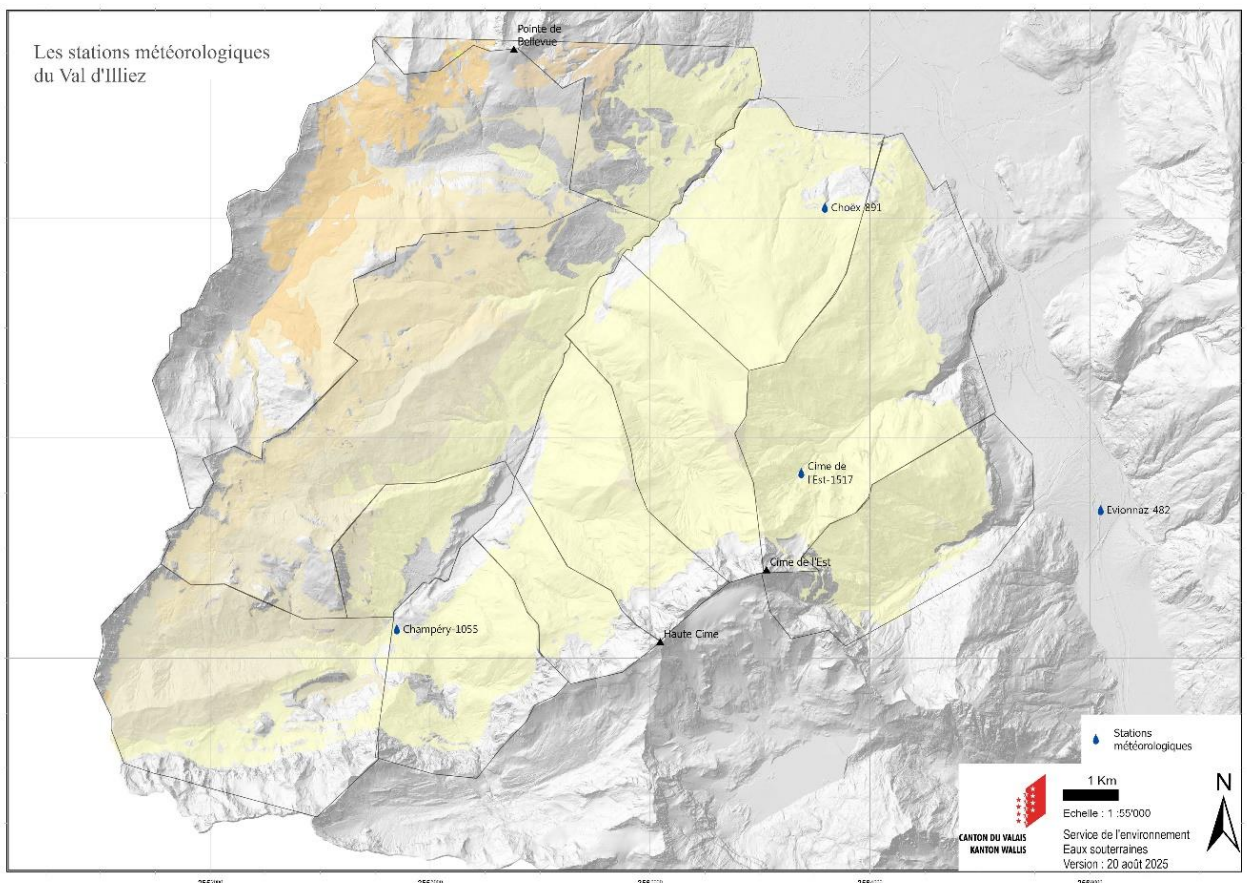 Les stations météorologiques
du Val d'Illiez
Pointe de
Bellevue
Choëx 891
Cime de
l'Est-1517
Evionnaz 482
Cime de l'Est
Champéry-1055
Haute Cime
Stations
météorologiques
1 Km
N
Echelle : 1 :55'000
CANTON DU VALAIS
KANTON WALLIS
Service de l'environnement
Eaux souterraines
Version : 20 août 2025